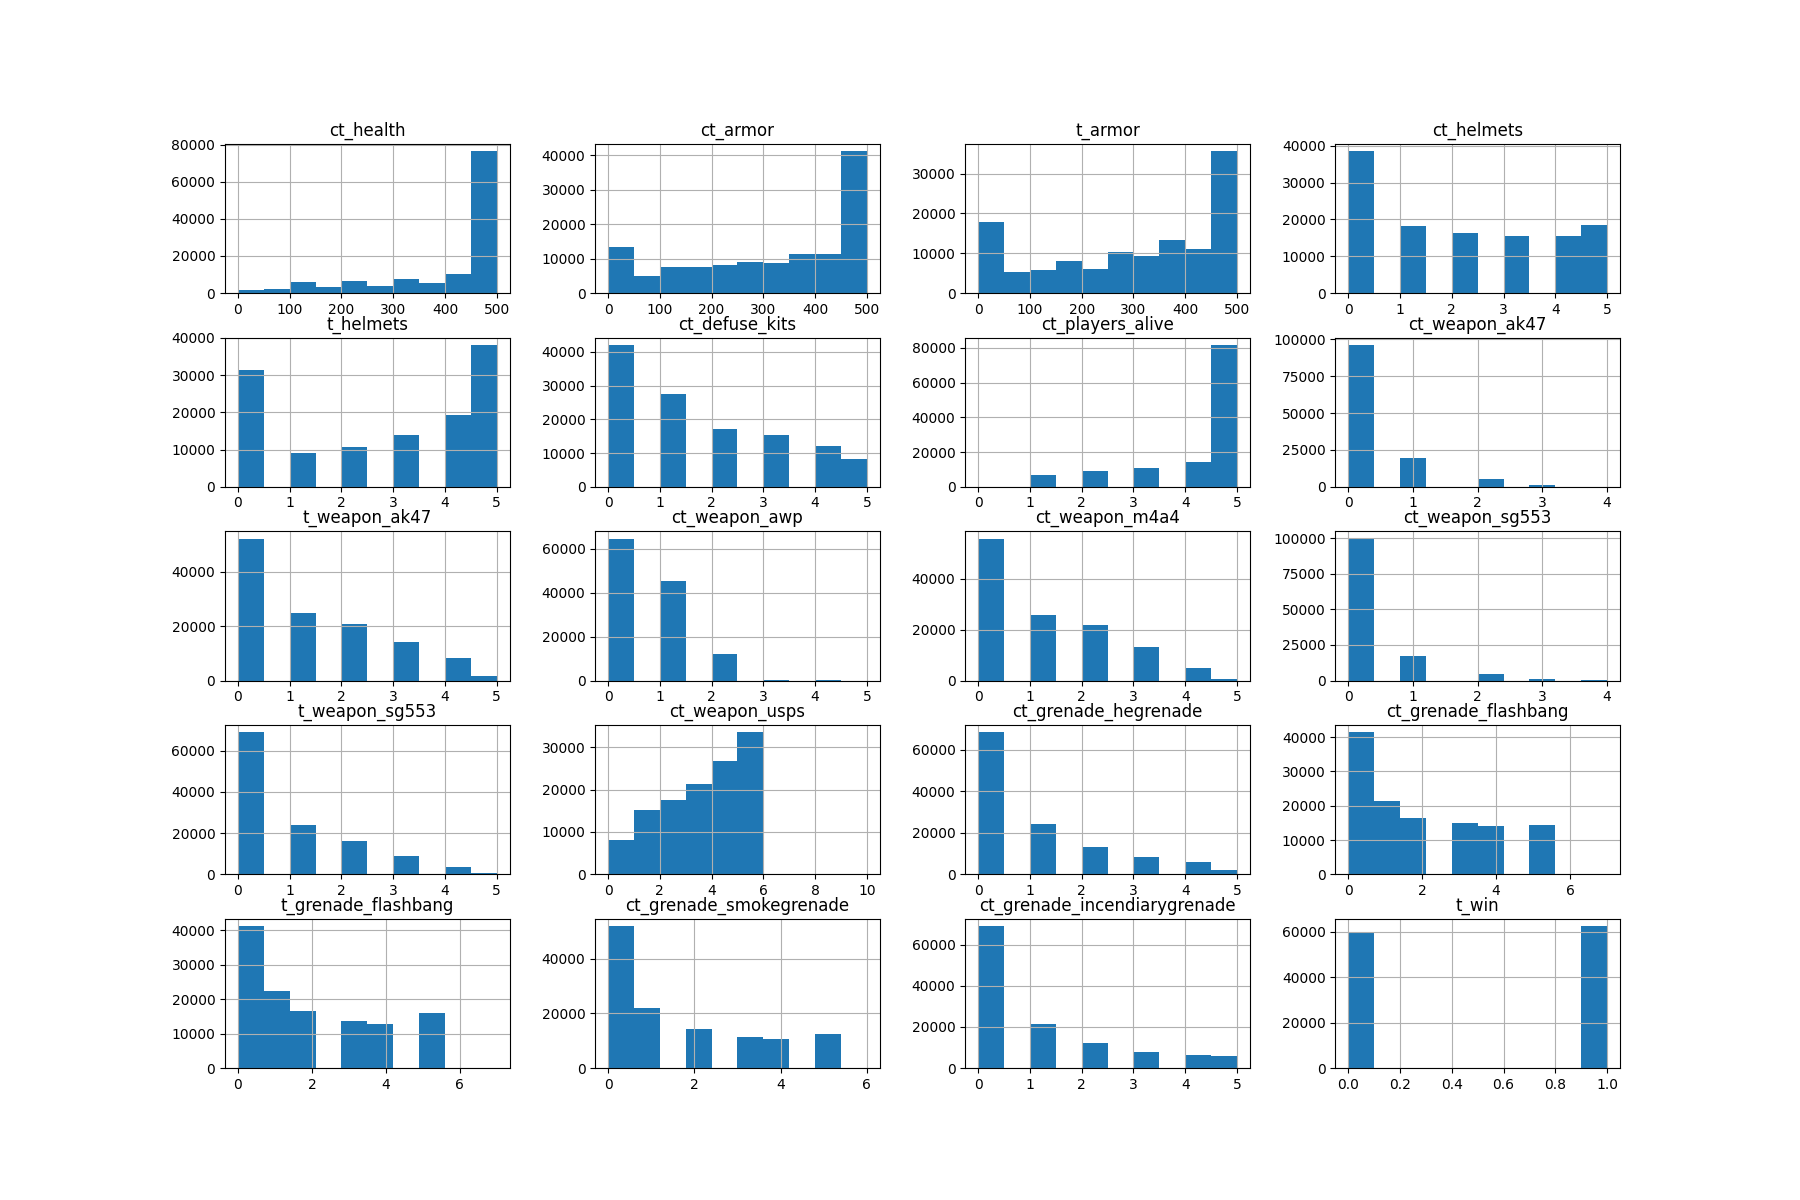 ct_health
80000
60000
40000
20000
0
0 100 200 300 400 500
ct_armor
40000
30000
20000
10000
0
0 100 200 300 400 500
t_armor
30000
20000
10000
0
0 100 200 300 400 500
ct_helmets
40000
30000
20000
10000
0
0 1 2 3 4 5
t_helmets
40000
30000
20000
10000
0
0 1 2 3 4 5
ct_defuse_kits
40000
30000
20000
10000
0
0 1 2 3 4 5
ct_players_alive
80000
60000
40000
20000
0
0 1 2 3 4 5
ct_weapon_ak47
100000
75000
50000
25000
0
0 1 2 3 4
t_weapon_ak47
40000
20000
0
0 1 2 3 4 5
ct_weapon_awp
60000
40000
20000
0
0 1 2 3 4 5
ct_weapon_m4a4
40000
20000
0
0 1 2 3 4 5
ct_weapon_sg553
100000
75000
50000
25000
0
0 1 2 3 4
t_weapon_sg553
60000
40000
20000
0
0 1 2 3 4 5
ct_weapon_usps
30000
20000
10000
0
0 2 4 6 8 10
ct_grenade_hegrenade
60000
40000
20000
0
0 1 2 3 4 5
ct_grenade_flashbang
40000
30000
20000
10000
0
0 2 4 6
t_grenade_flashbang
40000
30000
20000
10000
0
0 2 4 6
ct_grenade_smokegrenade
40000
20000
0
0 2 4 6
ct_grenade_incendiarygrenade
60000
40000
20000
0
0 1 2 3 4 5
t_win
60000
40000
20000
0
0.0 0.2 0.4 0.6 0.8 1.0